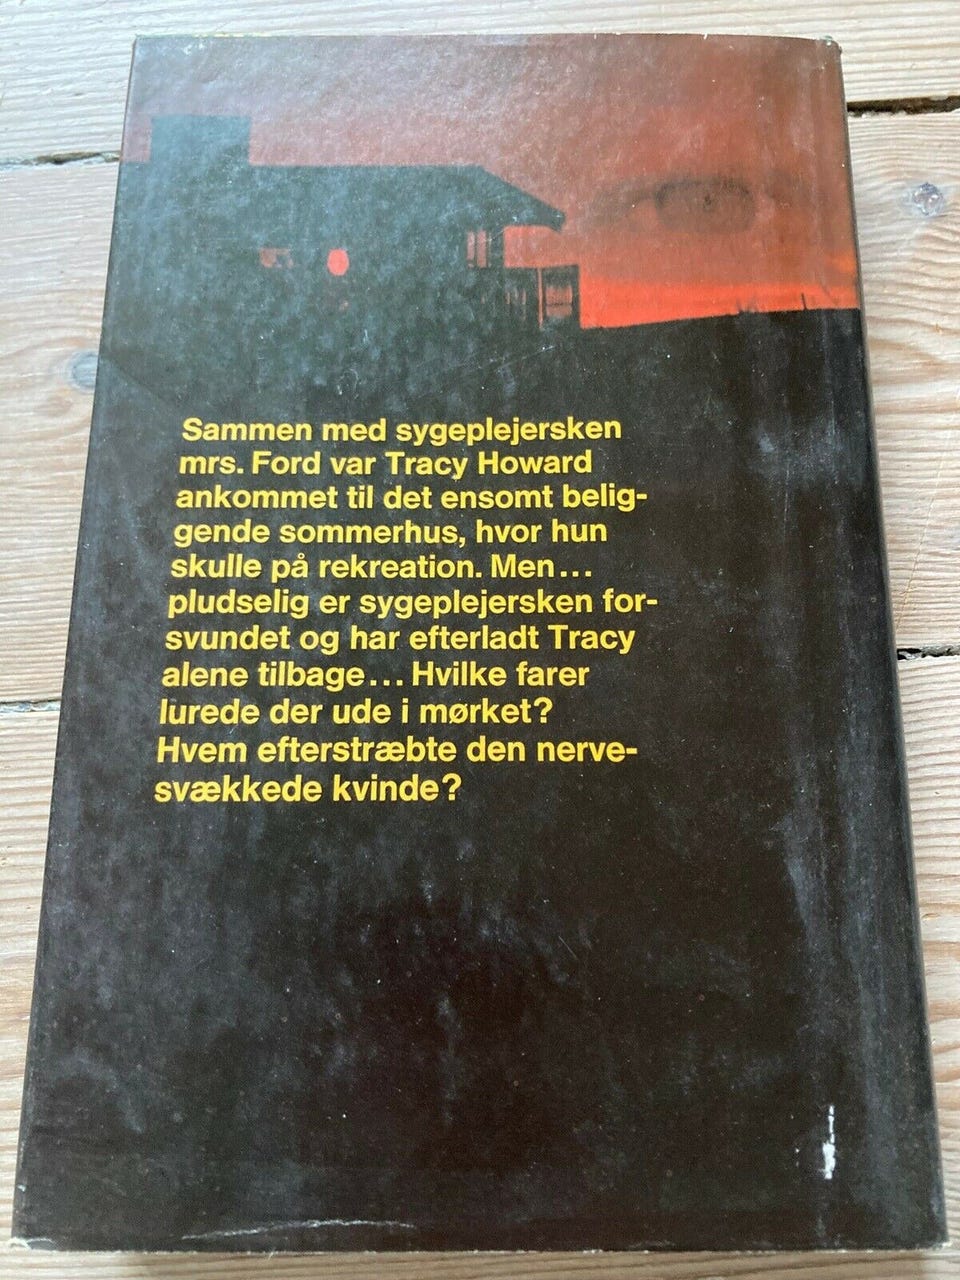 Sammen med sygeplejersken
mrs. Ford var Tracy Howard
ankommet til det ensomt belig-
gende sommerhus, hvor hun
skulle på rekreation. Men...
pludselig er sygeplejersken for-
svundet og har efterladt Tracy
alene tilbage... Hvilke farer
lurede der ude i mørket?
Hvem efterstræbte den nerve-
svækkede kvinde?